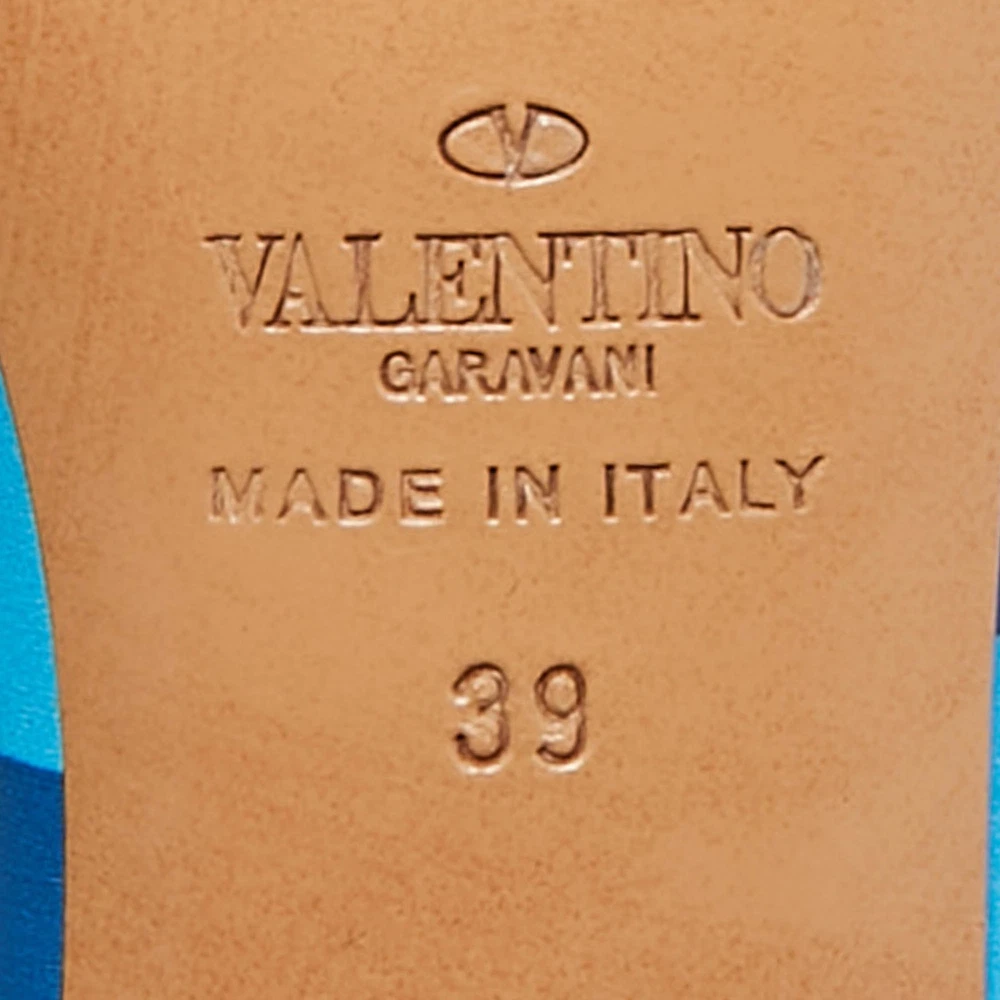 V
VALENTINO
GARAVANI
MADE IN ITALY
39